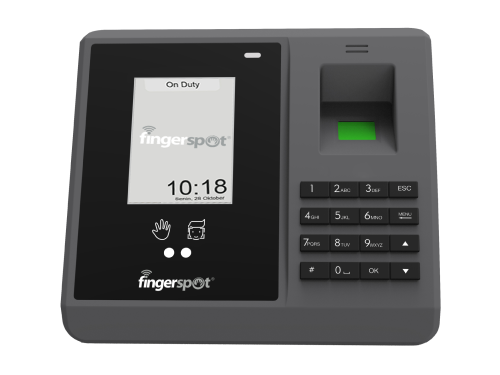 On Duty
fingerspot
10:18
Senin, 28 Oktober
fingerspot
1 2ABC 3DEF ESC
4GHI 5JKL 6MNO MENU
7PQRS 8TUV 9WXYZ ▲
# 0 OK ▼